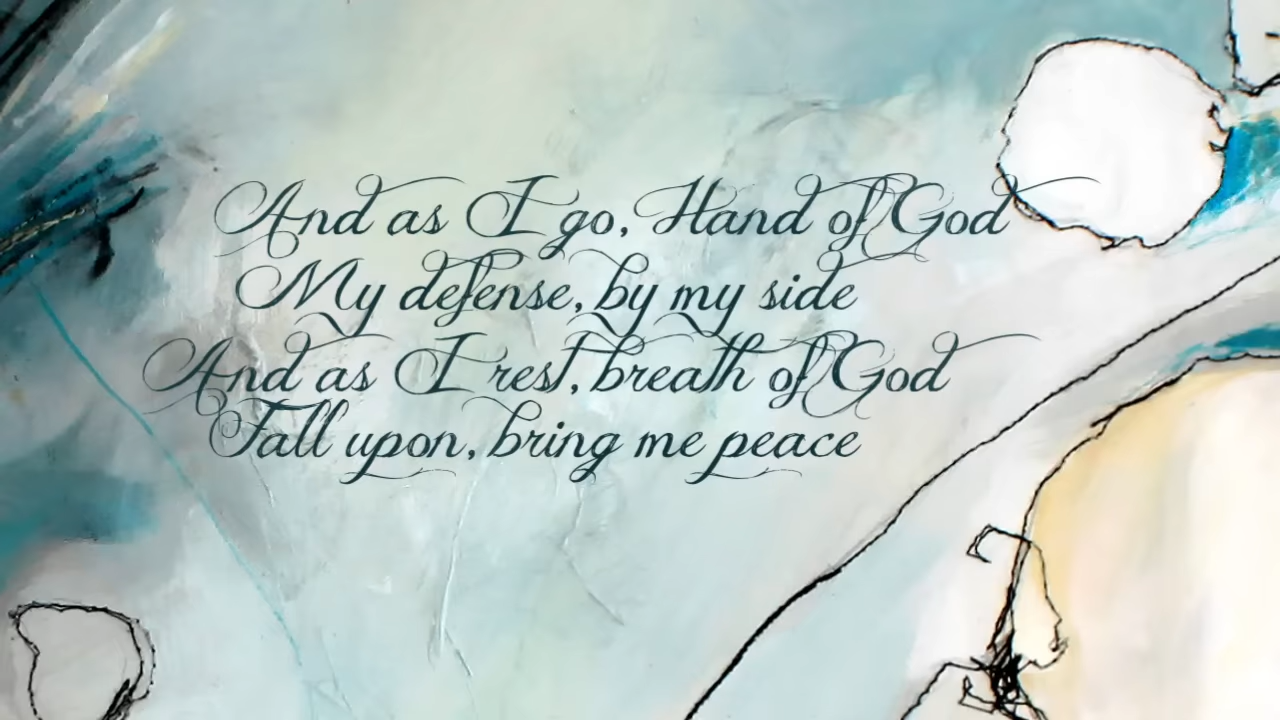 And as I go, Hand of God
My defense, by my side
And as I rest, breath of God
Fall upon, bring me peace